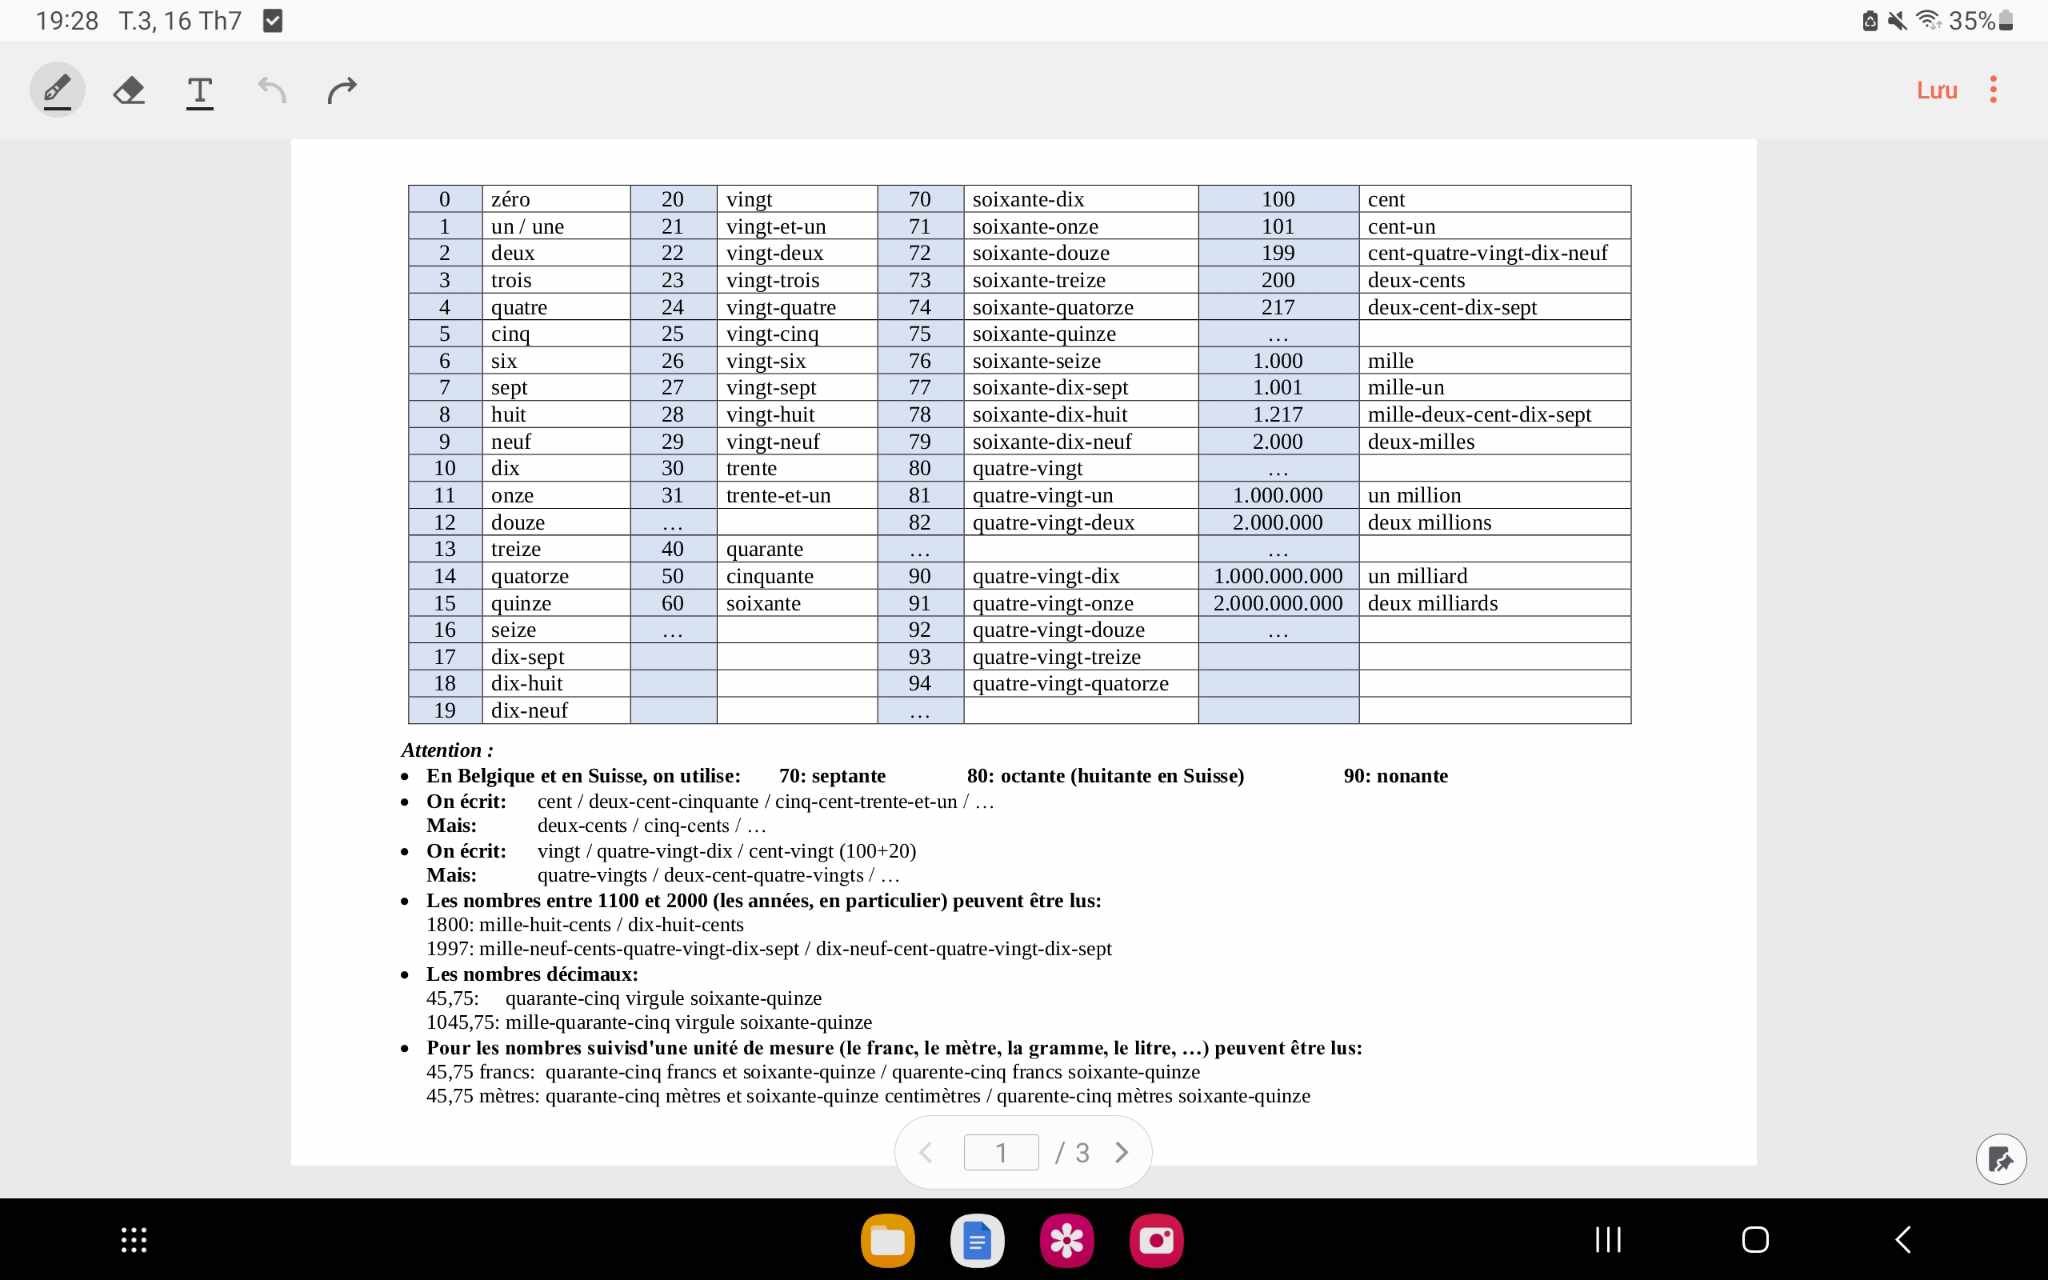 19:28 T.3, 16 Th7 35%
Lưu
0 zéro 20 vingt 70 soixante-dix 100 cent
1 un / une 21 vingt-et-un 71 soixante-onze 101 cent-un
2 deux 22 vingt-deux 72 soixante-douze 199 cent-quatre-vingt-dix-neuf
3 trois 23 vingt-trois 73 soixante-treize 200 deux-cents
4 quatre 24 vingt-quatre 74 soixante-quatorze 217 deux-cent-dix-sept
5 cinq 25 vingt-cinq 75 soixante-quinze …
6 six 26 vingt-six 76 soixante-seize 1.000 mille
7 sept 27 vingt-sept 77 soixante-dix-sept 1.001 mille-un
8 huit 28 vingt-huit 78 soixante-dix-huit 1.217 mille-deux-cent-dix-sept
9 neuf 29 vingt-neuf 79 soixante-dix-neuf 2.000 deux-milles
10 dix 30 trente 80 quatre-vingt …
11 onze 31 trente-et-un 81 quatre-vingt-un 1.000.000 un million
12 douze … 82 quatre-vingt-deux 2.000.000 deux millions
13 treize 40 quarante … …
14 quatorze 50 cinquante 90 quatre-vingt-dix 1.000.000.000 un milliard
15 quinze 60 soixante 91 quatre-vingt-onze 2.000.000.000 deux milliards
16 seize … 92 quatre-vingt-douze …
17 dix-sept 93 quatre-vingt-treize
18 dix-huit 94 quatre-vingt-quatorze
19 dix-neuf …
Attention :
• En Belgique et en Suisse, on utilise: 70: septante 80: octante (huitante en Suisse) 90: nonante
• On écrit: cent / deux-cent-cinquante / cinq-cent-trente-et-un / …
Mais: deux-cents / cinq-cents / …
• On écrit: vingt / quatre-vingt-dix / cent-vingt (100+20)
Mais: quatre-vingts / deux-cent-quatre-vingts / …
• Les nombres entre 1100 et 2000 (les années, en particulier) peuvent être lus:
1800: mille-huit-cents / dix-huit-cents
1997: mille-neuf-cents-quatre-vingt-dix-sept / dix-neuf-cent-quatre-vingt-dix-sept
• Les nombres décimaux:
45,75: quarante-cinq virgule soixante-quinze
1045,75: mille-quarante-cinq virgule soixante-quinze
• Pour les nombres suivisd'une unité de mesure (le franc, le mètre, la gramme, le litre, …) peuvent être lus:
45,75 francs: quarante-cinq francs et soixante-quinze / quarente-cinq francs soixante-quinze
45,75 mètres: quarante-cinq mètres et soixante-quinze centimètres / quarente-cinq mètres soixante-quinze
1 / 3